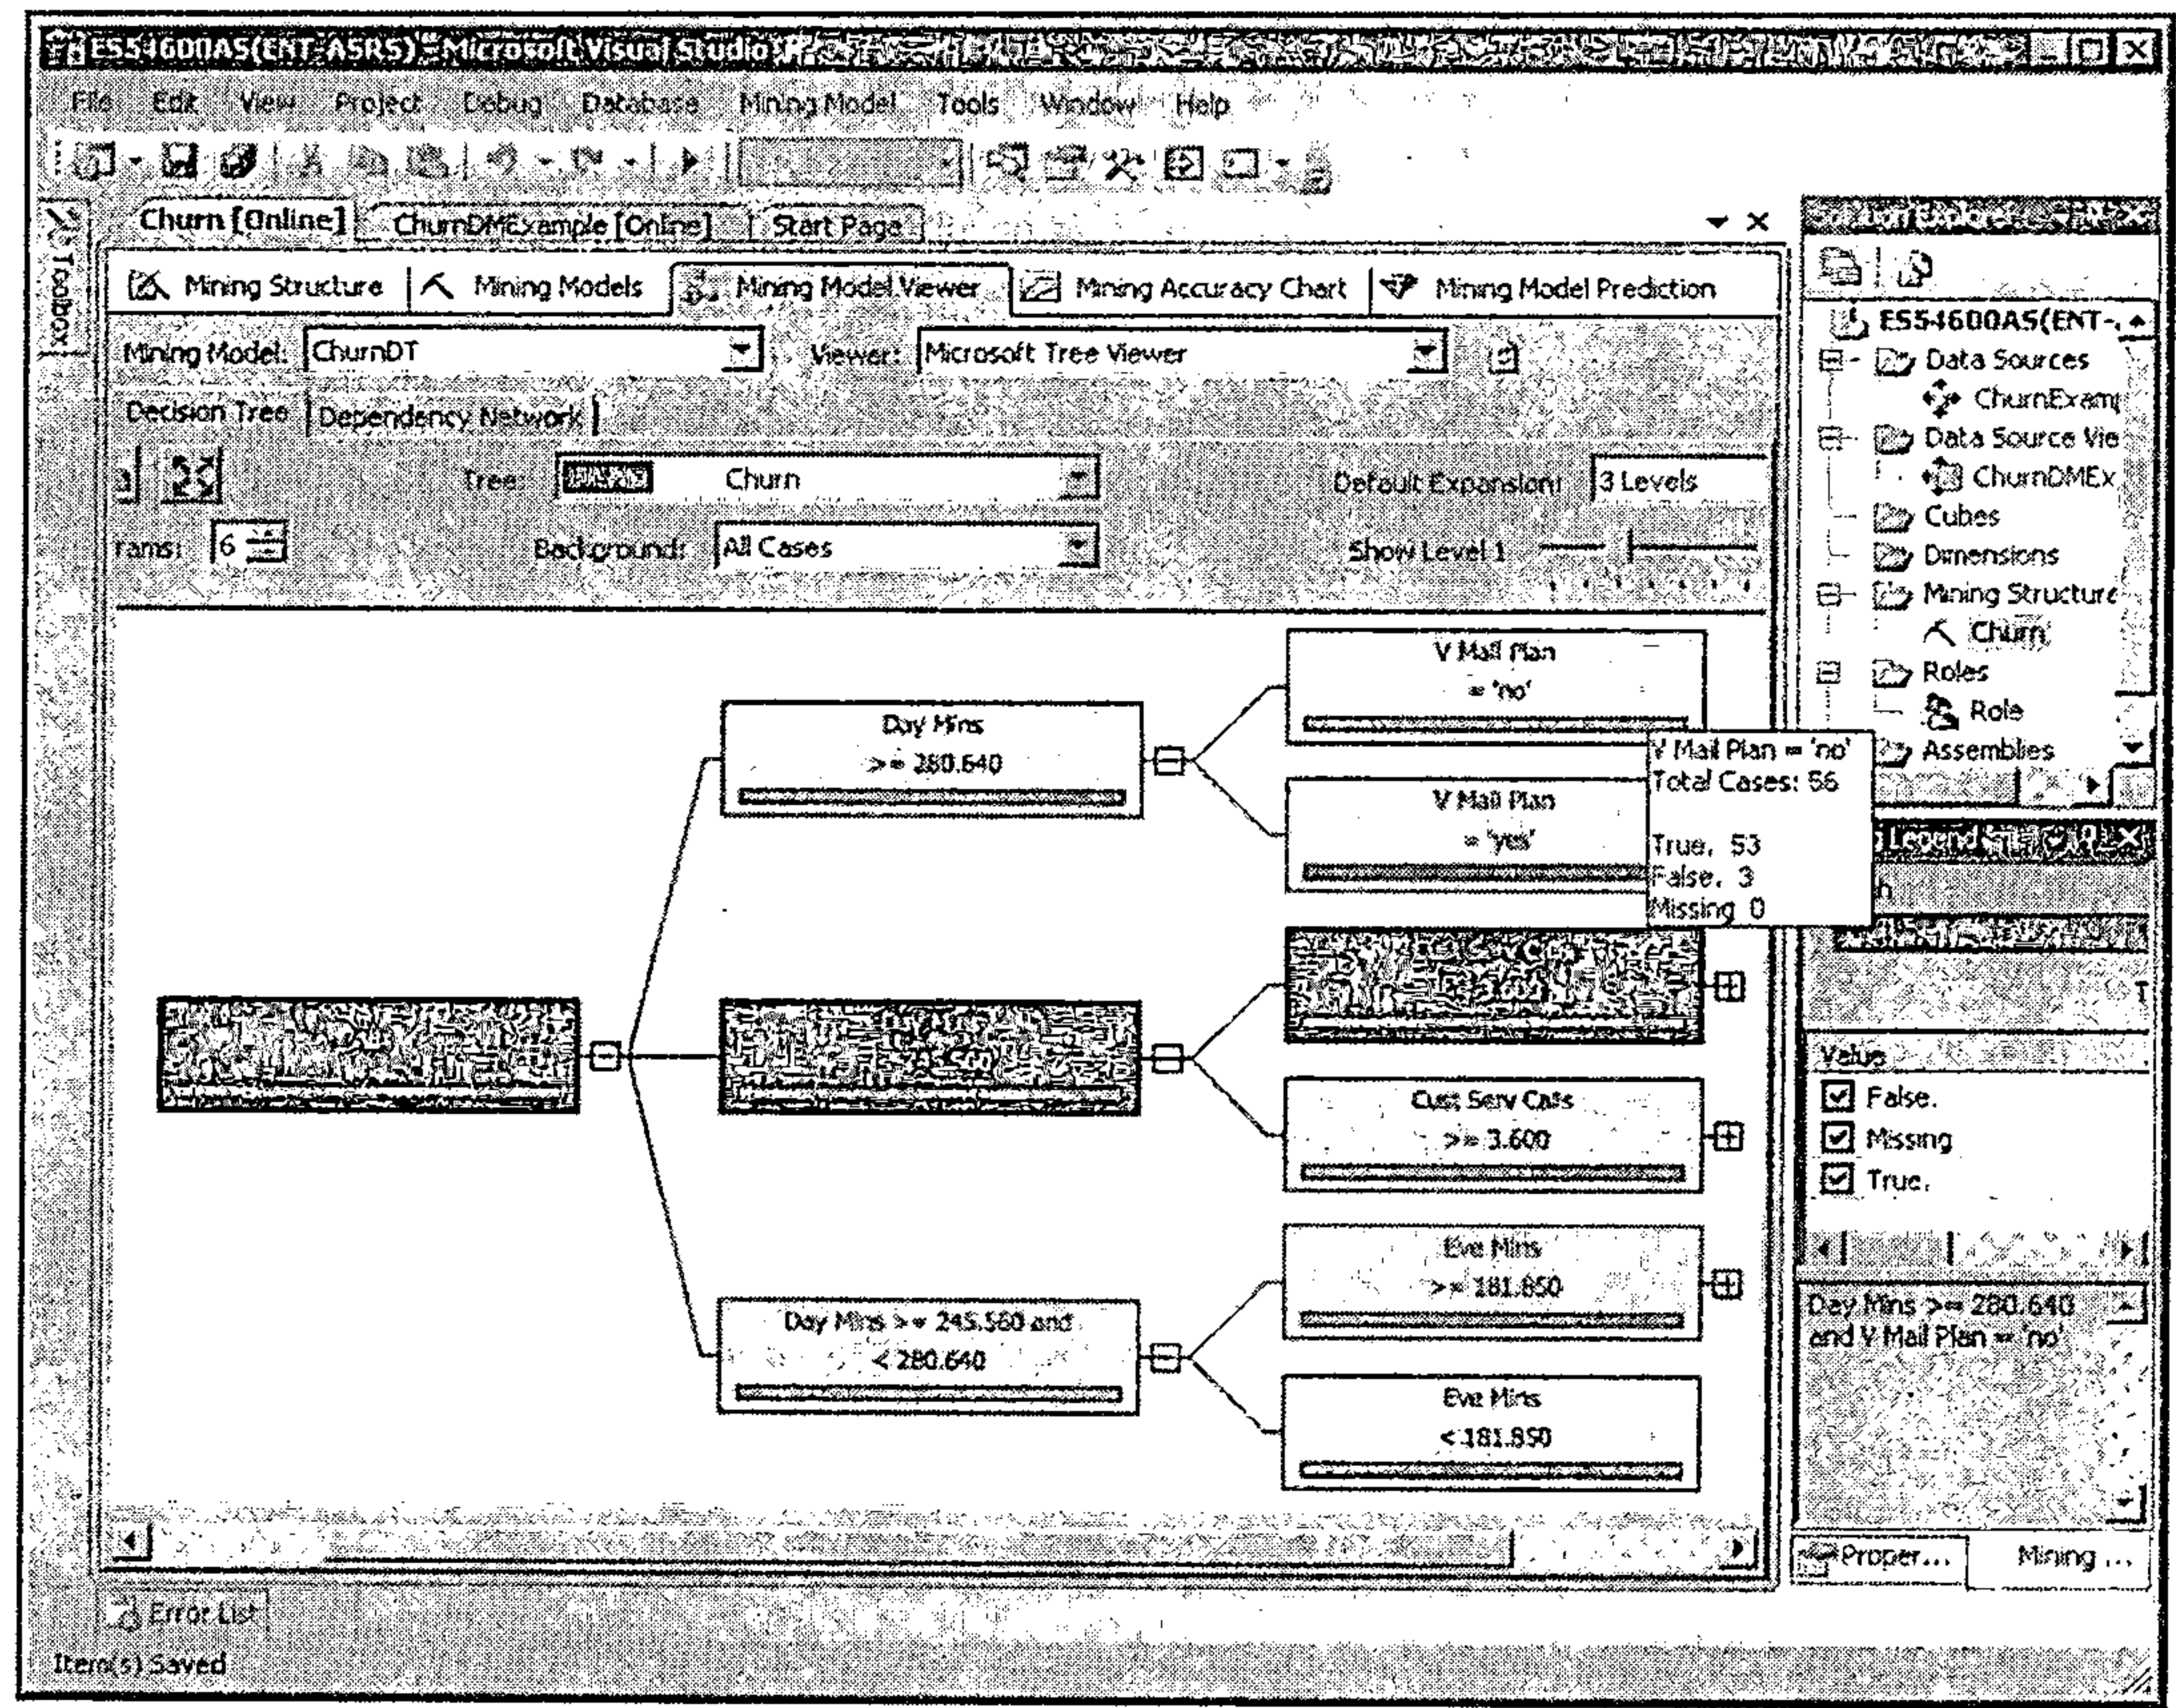 ES54600AS(ENT-ASRS) - Microsoft Visual Studio
File Edit View Project Debug Database Mining Model Tools Window Help
Toolbox
Churn [Online] ChurnDMExample [Online] Start Page
Mining Structure Mining Models Mining Model Viewer Mining Accuracy Chart Mining Model Prediction
Mining Model: ChurnDT Viewer: Microsoft Tree Viewer
Decision Tree Dependency Network
Tree: Churn Default Expansion: 3 Levels
rams: 6 Background: All Cases Show Level 1
V Mail Plan
= 'no'
Day Mins
>= 280.640
V Mail Plan
= 'yes'
V Mail Plan = 'no'
Total Cases: 56
True. 53
False. 3
Missing 0
Cust Serv Calls
>= 3.600
Eve Mins
>= 181.850
Day Mins >= 245.560 and
< 280.640
Eve Mins
< 181.850
Solution Explorer
ES54600AS(ENT-
Data Sources
ChurnExamp
Data Source Vie
ChurnDMEx
Cubes
Dimensions
Mining Structure
Churn
Roles
Role
Assemblies
Legend
Value
False.
Missing
True.
Day Mins >= 280.640
and V Mail Plan = 'no'
Proper... Mining ...
Error List
Item(s) Saved